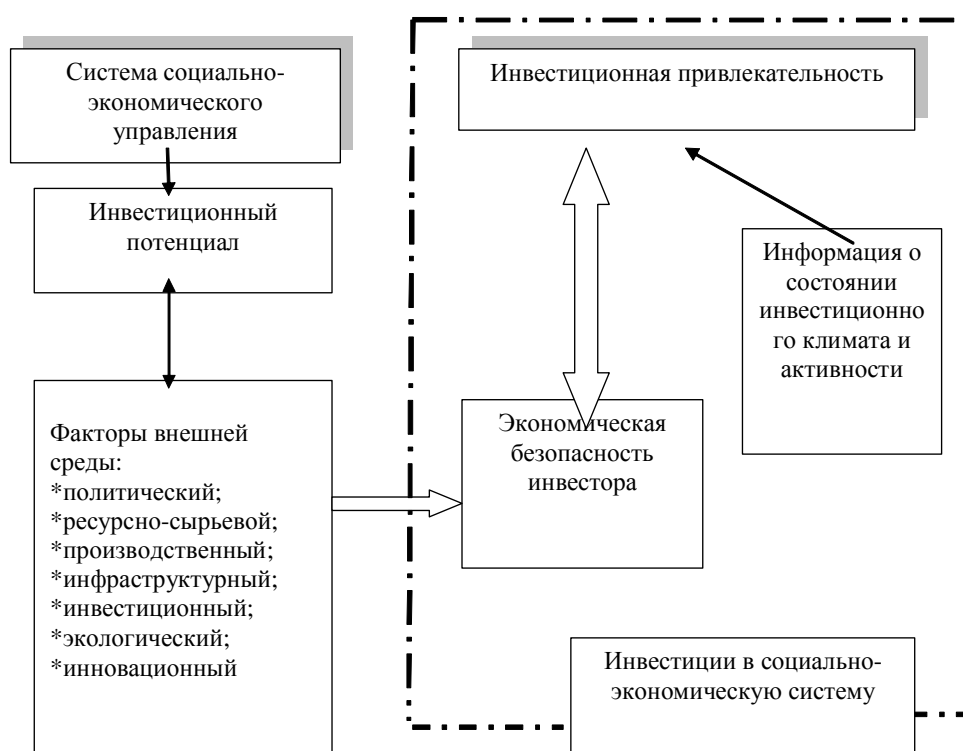 Система социально-
экономического
управления
Инвестиционная привлекательность
Инвестиционный
потенциал
Информация о
состоянии
инвестиционно
го климата и
активности
Факторы внешней
среды:
*политический;
*ресурсно-сырьевой;
*производственный;
*инфраструктурный;
*инвестиционный;
*экологический;
*инновационный
Экономическая
безопасность
инвестора
Инвестиции в социально-
экономическую систему